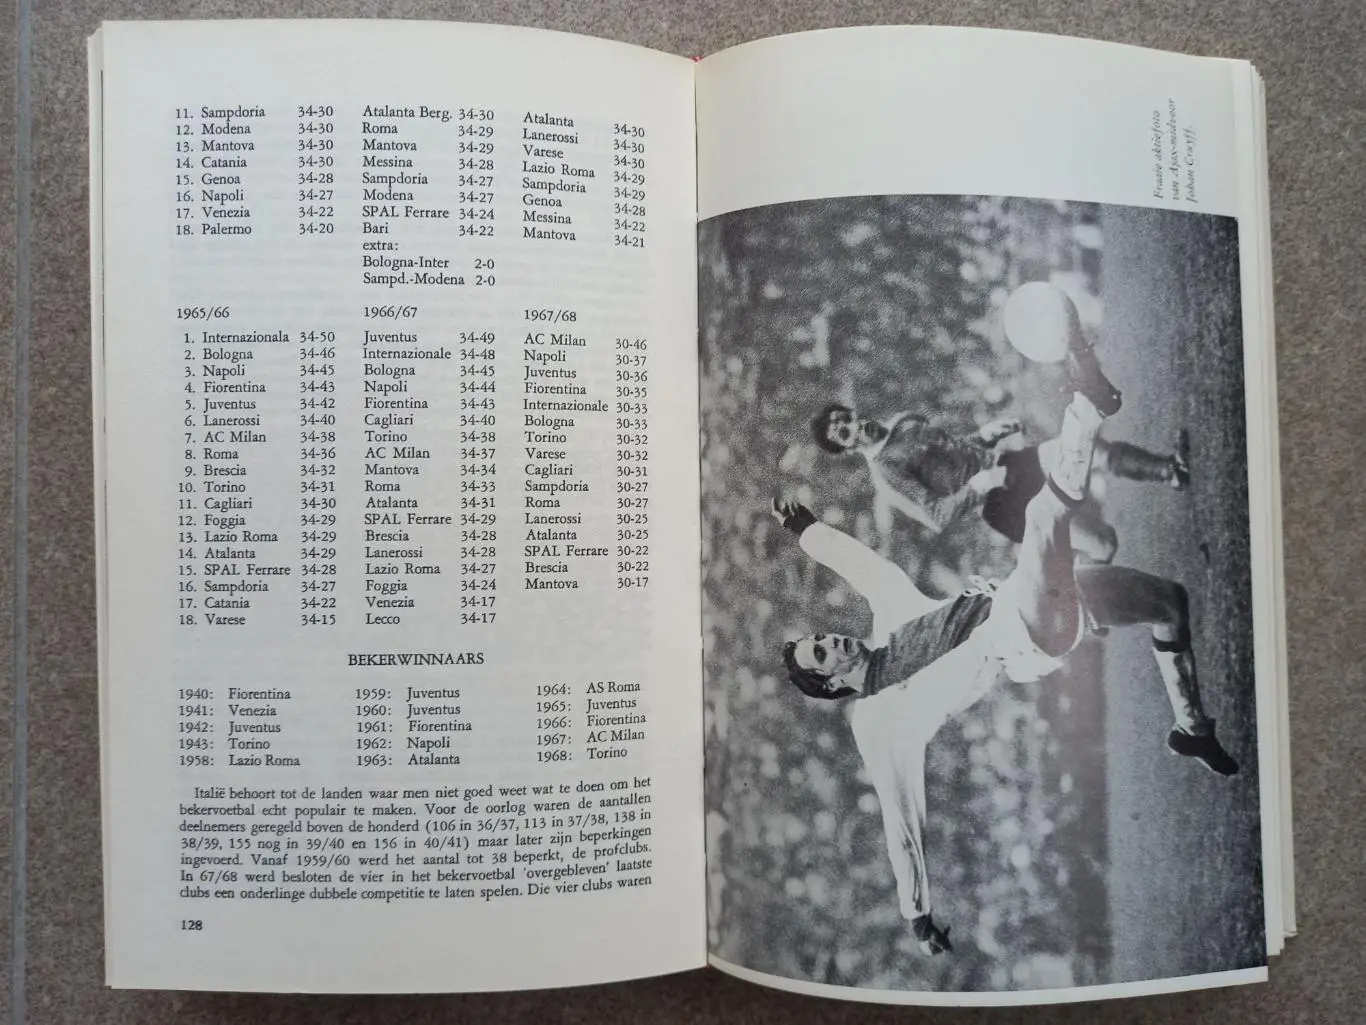 11. Sampdoria 34-30 Atalanta Berg. 34-30 Atalanta 34-30
12. Modena 34-30 Roma 34-29 Lanerossi 34-30
13. Mantova 34-30 Mantova 34-29 Varese 34-30
14. Catania 34-30 Messina 34-28 Lazio Roma 34-29
15. Genoa 34-28 Sampdoria 34-27 Sampdoria 34-29
16. Napoli 34-27 Modena 34-27 Genoa 34-28
17. Venezia 34-22 SPAL Ferrare 34-24 Messina 34-22
18. Palermo 34-20 Bari 34-22 Mantova 34-21
extra:
Bologna-Inter 2-0
Sampd.-Modena 2-0
1965/66 1966/67 1967/68
1. Internazionala 34-50 Juventus 34-49 AC Milan 30-46
2. Bologna 34-46 Internazionale 34-48 Napoli 30-37
3. Napoli 34-45 Bologna 34-45 Juventus 30-36
4. Fiorentina 34-43 Napoli 34-44 Fiorentina 30-35
5. Juventus 34-42 Fiorentina 34-43 Internazionale 30-33
6. Lanerossi 34-40 Cagliari 34-40 Bologna 30-33
7. AC Milan 34-38 Torino 34-38 Torino 30-32
8. Roma 34-36 AC Milan 34-37 Varese 30-32
9. Brescia 34-32 Mantova 34-34 Cagliari 30-31
10. Torino 34-31 Roma 34-33 Sampdoria 30-27
11. Cagliari 34-30 Atalanta 34-31 Roma 30-27
12. Foggia 34-29 SPAL Ferrare 34-29 Lanerossi 30-25
13. Lazio Roma 34-29 Brescia 34-28 Atalanta 30-25
14. Atalanta 34-29 Lanerossi 34-28 SPAL Ferrare 30-22
15. SPAL Ferrare 34-28 Lazio Roma 34-27 Brescia 30-22
16. Sampdoria 34-27 Foggia 34-24 Mantova 30-17
17. Catania 34-22 Venezia 34-17
18. Varese 34-15 Lecco 34-17
BEKERWINNAARS
1940: Fiorentina 1959: Juventus 1964: AS Roma
1941: Venezia 1960: Juventus 1965: Juventus
1942: Juventus 1961: Fiorentina 1966: Fiorentina
1943: Torino 1962: Napoli 1967: AC Milan
1958: Lazio Roma 1963: Atalanta 1968: Torino
Italië behoort tot de landen waar men niet goed weet wat te doen om het
bekervoetbal echt populair te maken. Voor de oorlog waren de aantallen
deelnemers geregeld boven de honderd (106 in 36/37, 113 in 37/38, 138 in
38/39, 155 nog in 39/40 en 156 in 40/41) maar later zijn beperkingen
ingevoerd. Vanaf 1959/60 werd het aantal tot 38 beperkt, de profclubs.
In 67/68 werd besloten de vier in het bekervoetbal 'overgebleven' laatste
clubs een onderlinge dubbele competitie te laten spelen. Die vier clubs waren
128
Fraaie aktiefoto
van Ajax-midvoor
Johan Cruyff.